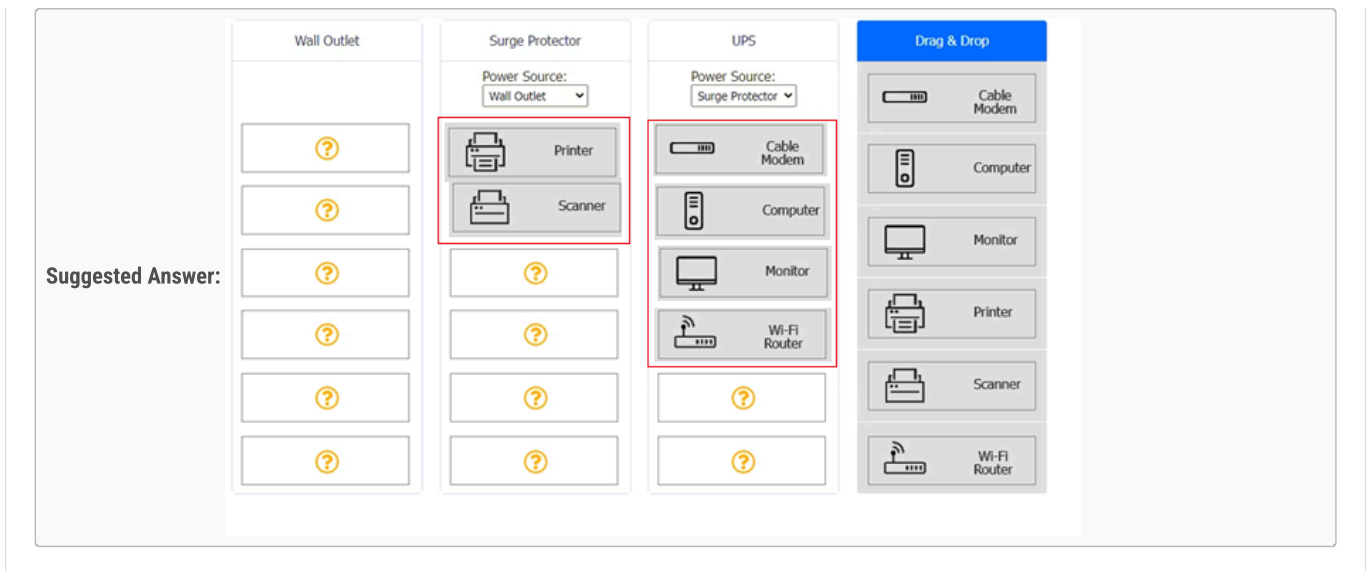 Wall Outlet
Surge Protector
UPS
Drag & Drop
Power Source:
Wall Outlet
Power Source:
Surge Protector
Suggested Answer:
?
?
?
?
?
?
Printer
Scanner
?
?
?
?
Cable
Modem
Computer
Monitor
Wi-Fi
Router
?
?
Cable
Modem
Computer
Monitor
Printer
Scanner
Wi-Fi
Router